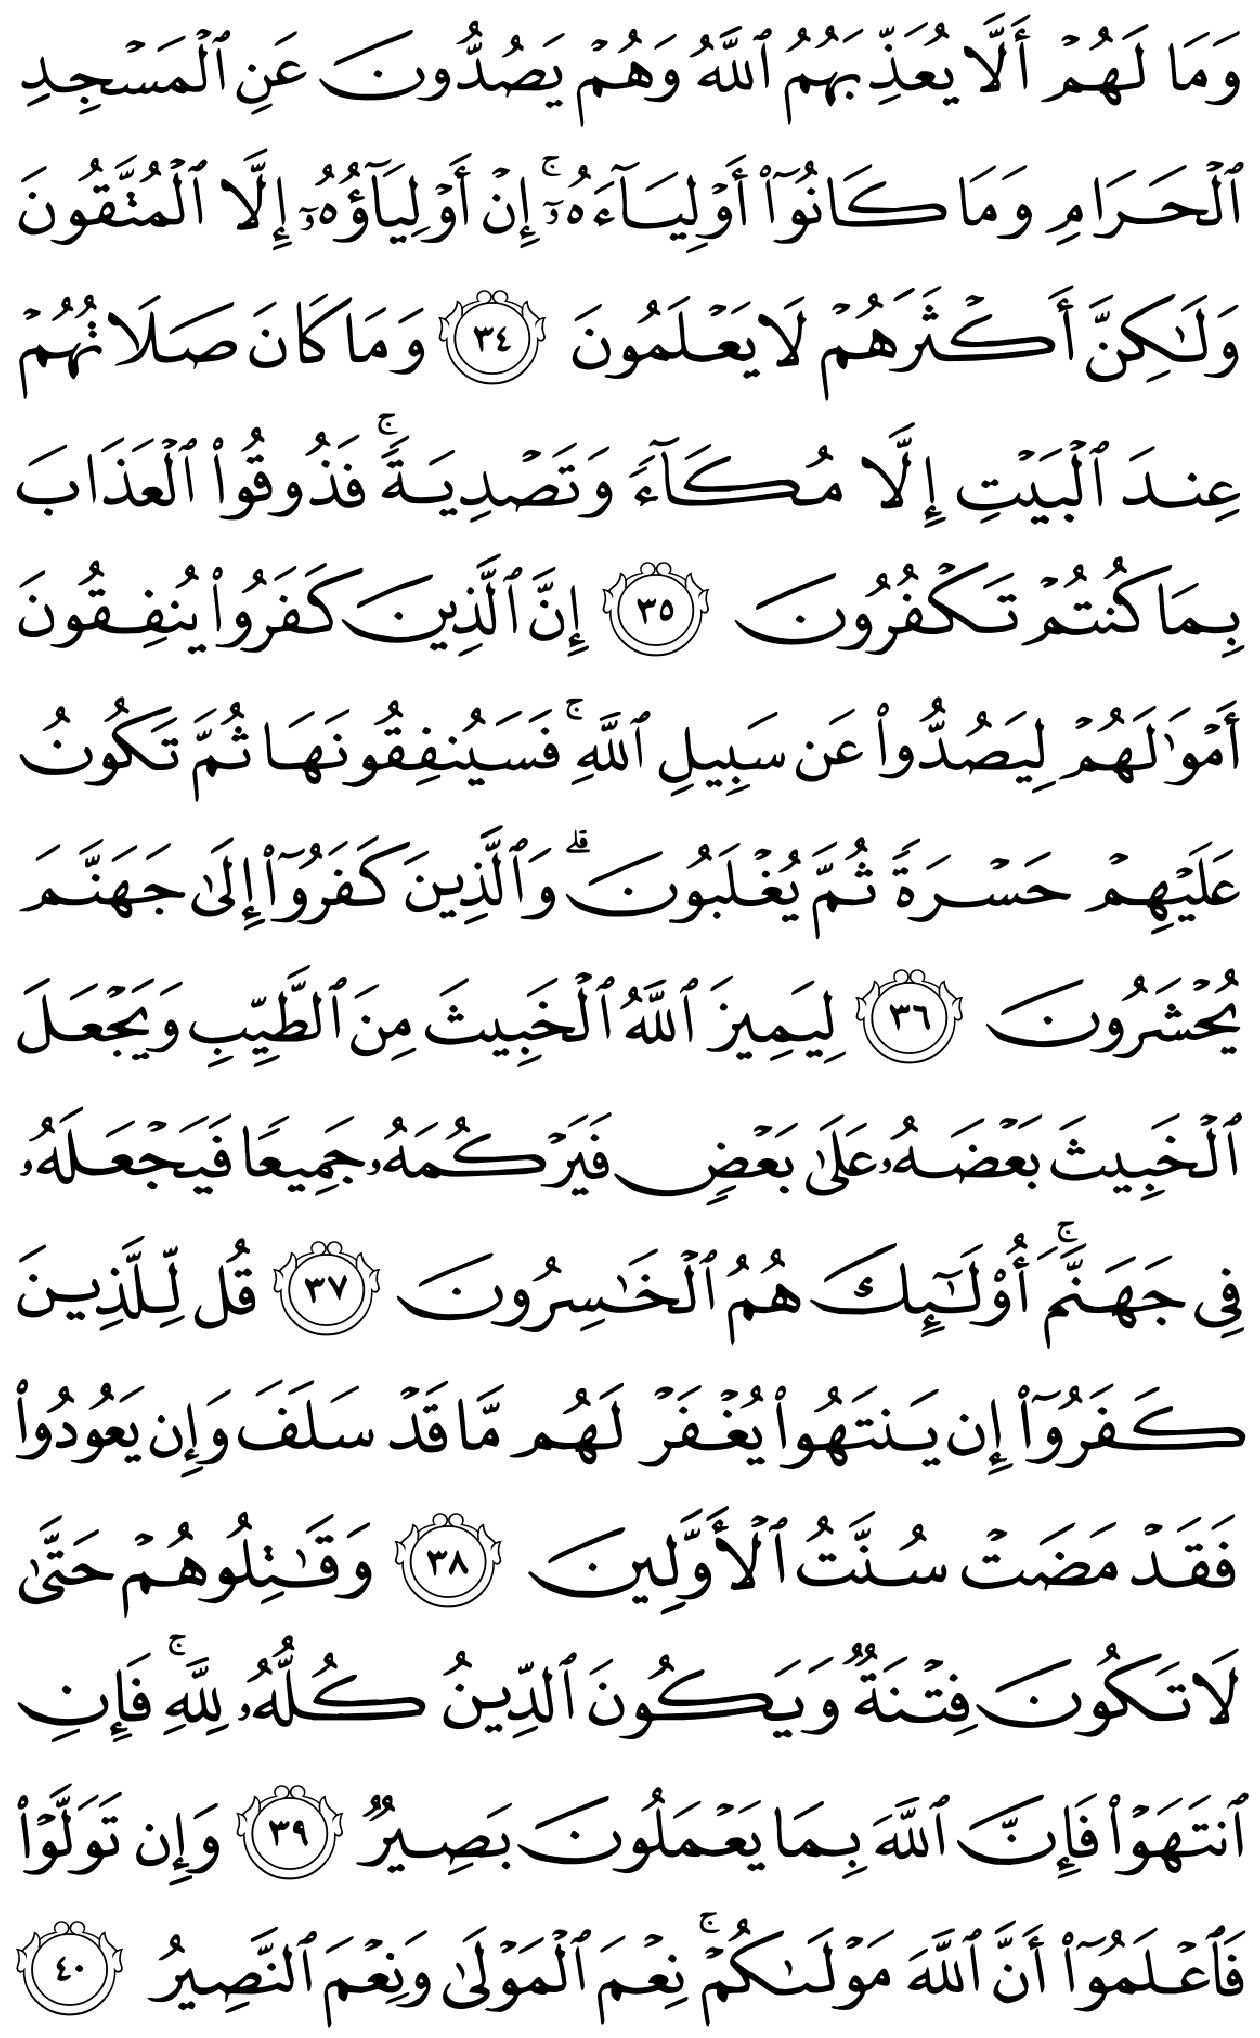 وَمَا لَهُمْ أَلَّا يُعَذِّبَهُمُ ٱللَّهُ وَهُمْ يَصُدُّونَ عَنِ ٱلْمَسْجِدِ
ٱلْحَرَامِ وَمَا كَانُوٓا۟ أَوْلِيَآءَهُۥٓ ۚ إِنْ أَوْلِيَآؤُهُۥٓ إِلَّا ٱلْمُتَّقُونَ
وَلَـٰكِنَّ أَكْثَرَهُمْ لَا يَعْلَمُونَ ٣٤ وَمَا كَانَ صَلَاتُهُمْ
عِندَ ٱلْبَيْتِ إِلَّا مُكَآءً وَتَصْدِيَةً ۚ فَذُوقُوا۟ ٱلْعَذَابَ
بِمَا كُنتُمْ تَكْفُرُونَ ٣٥ إِنَّ ٱلَّذِينَ كَفَرُوا۟ يُنفِقُونَ
أَمْوَٰلَهُمْ لِيَصُدُّوا۟ عَن سَبِيلِ ٱللَّهِ ۚ فَسَيُنفِقُونَهَا ثُمَّ تَكُونُ
عَلَيْهِمْ حَسْرَةً ثُمَّ يُغْلَبُونَ ۗ وَٱلَّذِينَ كَفَرُوٓا۟ إِلَىٰ جَهَنَّمَ
يُحْشَرُونَ ٣٦ لِيَمِيزَ ٱللَّهُ ٱلْخَبِيثَ مِنَ ٱلطَّيِّبِ وَيَجْعَلَ
ٱلْخَبِيثَ بَعْضَهُۥ عَلَىٰ بَعْضٍ فَيَرْكُمَهُۥ جَمِيعًا فَيَجْعَلَهُۥ
فِى جَهَنَّمَ ۚ أُو۟لَـٰٓئِكَ هُمُ ٱلْخَـٰسِرُونَ ٣٧ قُل لِّلَّذِينَ
كَفَرُوٓا۟ إِن يَنتَهُوا۟ يُغْفَرْ لَهُم مَّا قَدْ سَلَفَ وَإِن يَعُودُوا۟
فَقَدْ مَضَتْ سُنَّتُ ٱلْأَوَّلِينَ ٣٨ وَقَـٰتِلُوهُمْ حَتَّىٰ
لَا تَكُونَ فِتْنَةٌ وَيَكُونَ ٱلدِّينُ كُلُّهُۥ لِلَّهِ ۚ فَإِنِ
ٱنتَهَوْا۟ فَإِنَّ ٱللَّهَ بِمَا يَعْمَلُونَ بَصِيرٌ ٣٩ وَإِن تَوَلَّوْا۟
فَٱعْلَمُوٓا۟ أَنَّ ٱللَّهَ مَوْلَىٰكُمْ ۚ نِعْمَ ٱلْمَوْلَىٰ وَنِعْمَ ٱلنَّصِيرُ ٤٠